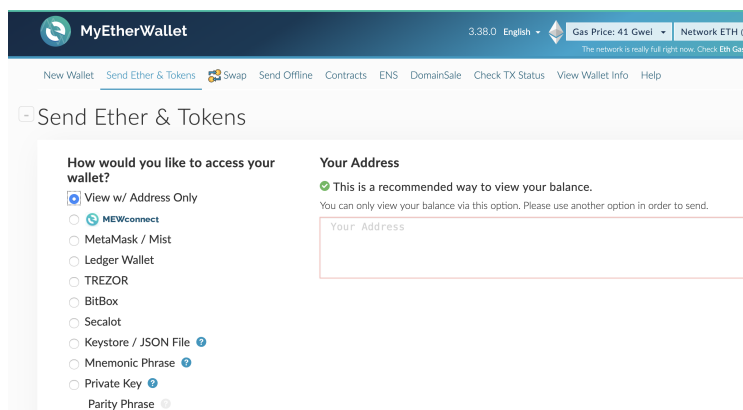 MyEtherWallet
3.38.0 English
Gas Price: 41 Gwei
Network ETH (
The network is really full right now. Check Eth Gas
New Wallet Send Ether & Tokens Swap Send Offline Contracts ENS DomainSale Check TX Status View Wallet Info Help
Send Ether & Tokens
How would you like to access your
wallet?
View w/ Address Only
MEWconnect
MetaMask / Mist
Ledger Wallet
TREZOR
BitBox
Secalot
Keystore / JSON File ?
Mnemonic Phrase ?
Private Key ?
Parity Phrase ?
Your Address
This is a recommended way to view your balance.
You can only view your balance via this option. Please use another option in order to send.
Your Address